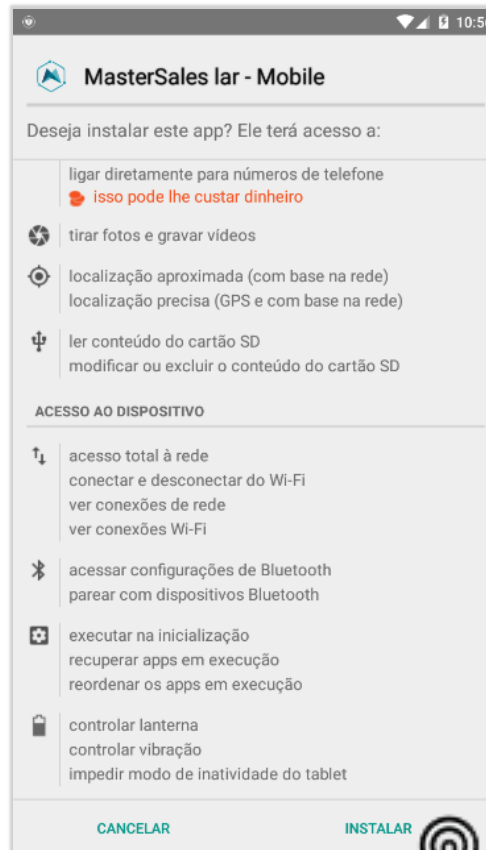 10:56
MasterSales lar - Mobile
Deseja instalar este app? Ele terá acesso a:
ligar diretamente para números de telefone
isso pode lhe custar dinheiro
tirar fotos e gravar vídeos
localização aproximada (com base na rede)
localização precisa (GPS e com base na rede)
ler conteúdo do cartão SD
modificar ou excluir o conteúdo do cartão SD
ACESSO AO DISPOSITIVO
acesso total à rede
conectar e desconectar do Wi-Fi
ver conexões de rede
ver conexões Wi-Fi
acessar configurações de Bluetooth
parear com dispositivos Bluetooth
executar na inicialização
recuperar apps em execução
reordenar os apps em execução
controlar lanterna
controlar vibração
impedir modo de inatividade do tablet
CANCELAR INSTALAR